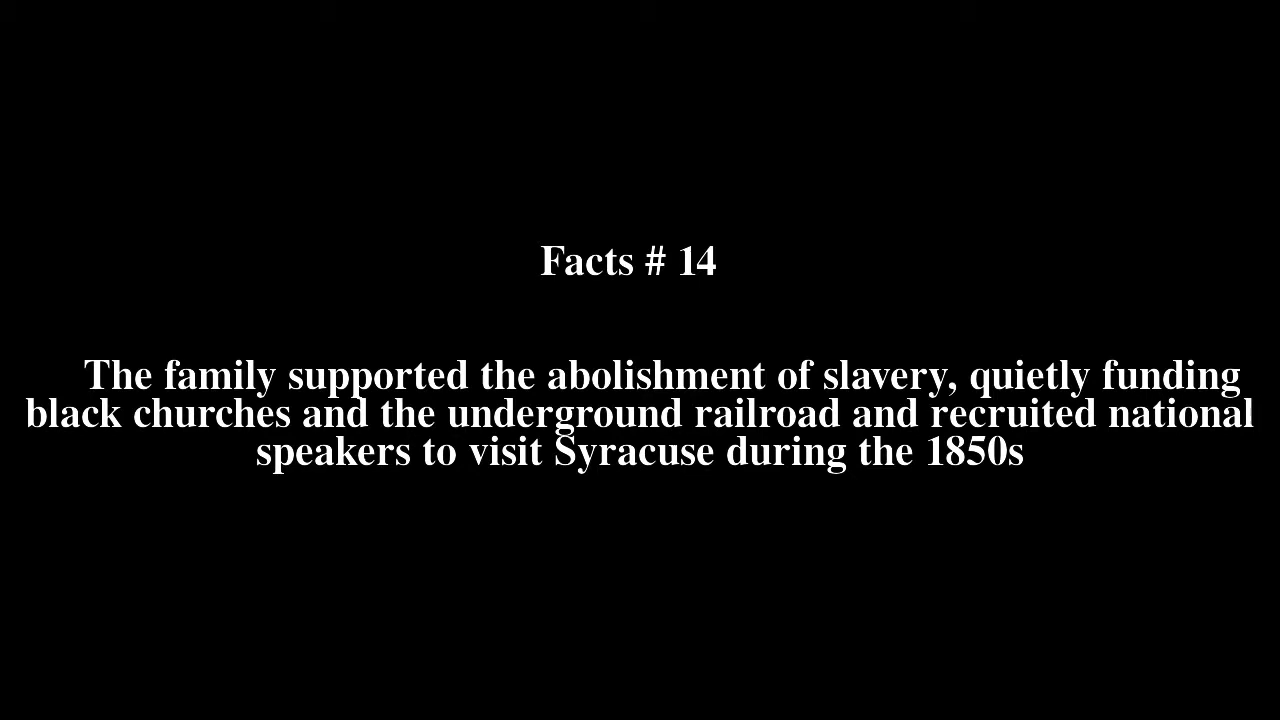 Facts # 14
The family supported the abolishment of slavery, quietly funding
black churches and the underground railroad and recruited national
speakers to visit Syracuse during the 1850s